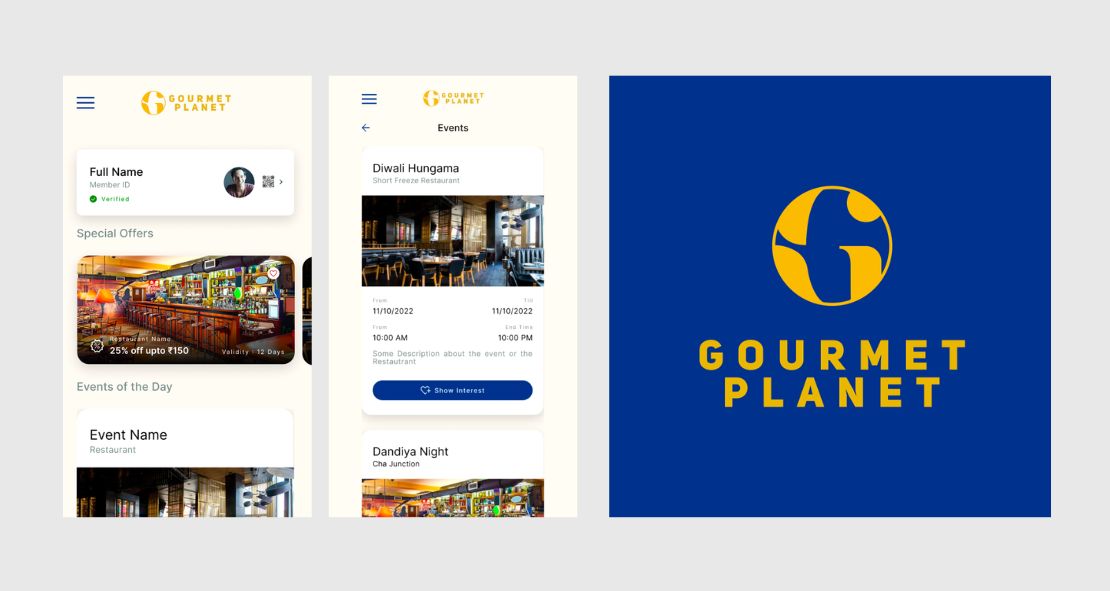 GOURMET
PLANET
Full Name
Member ID
Verified
Special Offers
Restaurant Name
25% off upto ₹150
Validity : 12 Days
Events of the Day
Event Name
Restaurant
GOURMET
PLANET
Events
Diwali Hungama
Short Freeze Restaurant
From Till
11/10/2022 11/10/2022
From End Time
10:00 AM 10:00 PM
Some Description about the event or the
Restautrant
Show Interest
Dandiya Night
Cha Junction
GOURMET
PLANET